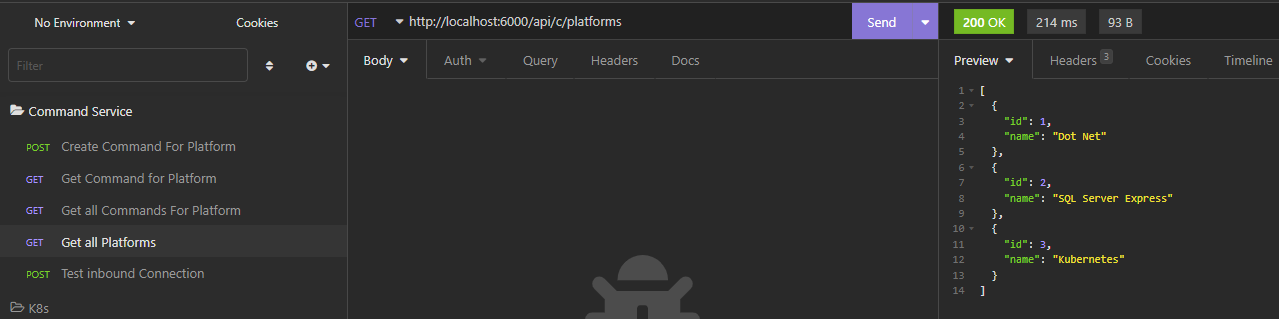 No Environment
Cookies
Filter
Command Service
POST Create Command For Platform
GET Get Command for Platform
GET Get all Commands For Platform
GET Get all Platforms
POST Test inbound Connection
K8s
GET http://localhost:6000/api/c/platforms Send
Body Auth Query Headers Docs
200 OK 214 ms 93 B
Preview Headers 3 Cookies Timeline
1 [
2 {
3 "id": 1,
4 "name": "Dot Net"
5 },
6 {
7 "id": 2,
8 "name": "SQL Server Express"
9 },
10 {
11 "id": 3,
12 "name": "Kubernetes"
13 }
14 ]